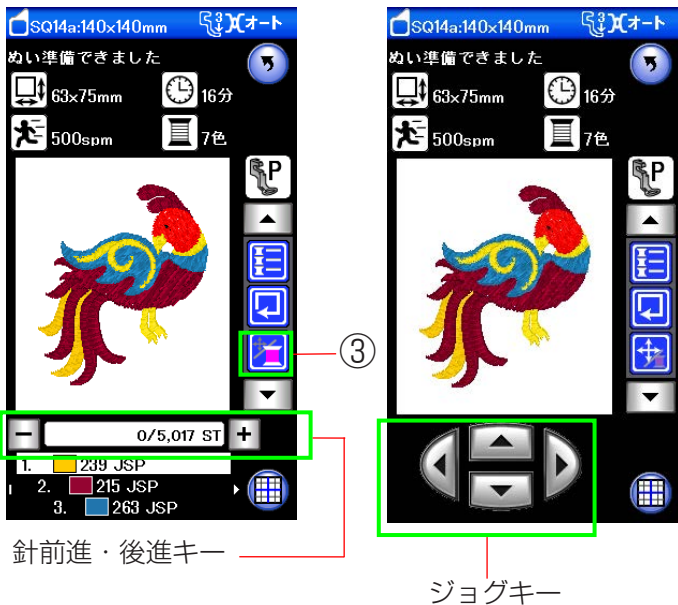 SQ14a:140x140mm
3
オート
ぬい準備できました
63x75mm
16分
500spm
7色
P
③
0/5,017 ST
1. 239 JSP
2. 215 JSP
3. 263 JSP
針前進・後進キー
SQ14a:140x140mm
3
オート
ぬい準備できました
63x75mm
16分
500spm
7色
P
ジョグキー